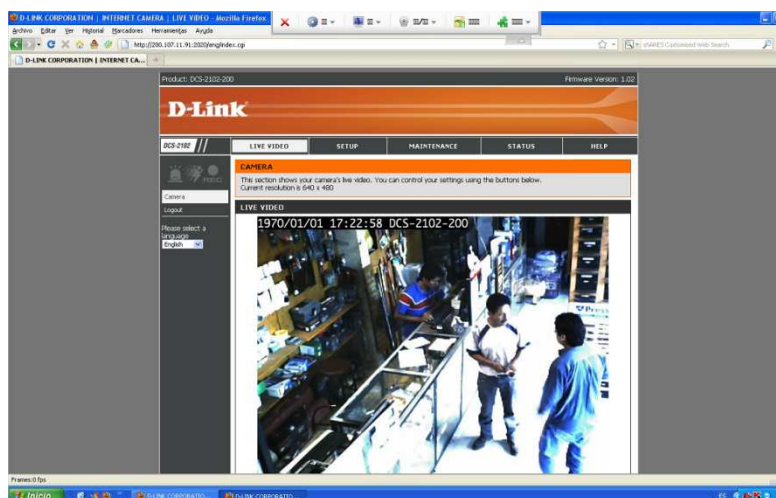 D-LINK CORPORATION | INTERNET CAMERA | LIVE VIDEO - Mozilla Firefox
Archivo Editar Ver Historial Marcadores Herramientas Ayuda
http://200.107.11.91:2020/eng/index.cgi
D-LINK CORPORATION | INTERNET CA...
Product: DCS-2102-200 Firmware Version: 1.02
D-Link
DCS-2102 LIVE VIDEO SETUP MAINTENANCE STATUS HELP
CAMERA
This section shows your camera's live video. You can control your settings using the buttons below.
Current resolution is 640 x 480
Camera
Logout
Please select a
language
English
LIVE VIDEO
1970/01/01 17:22:58 DCS-2102-200
Frames:0 fps
Inicio D-LINK CORPORATIO... D-LINK CORPORATIO... ES